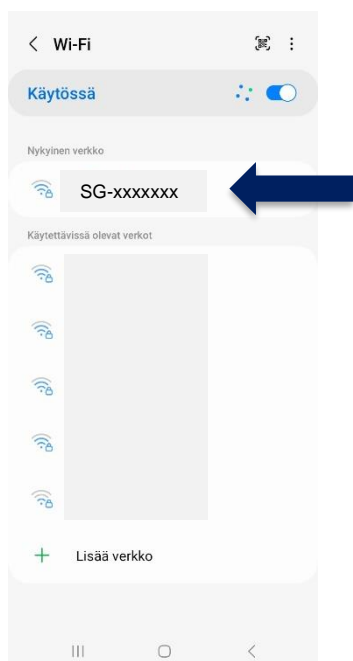 Wi-Fi
Käytössä
Nykyinen verkko
SG-xxxxxxx
Käytettävissä olevat verkot
Lisää verkko